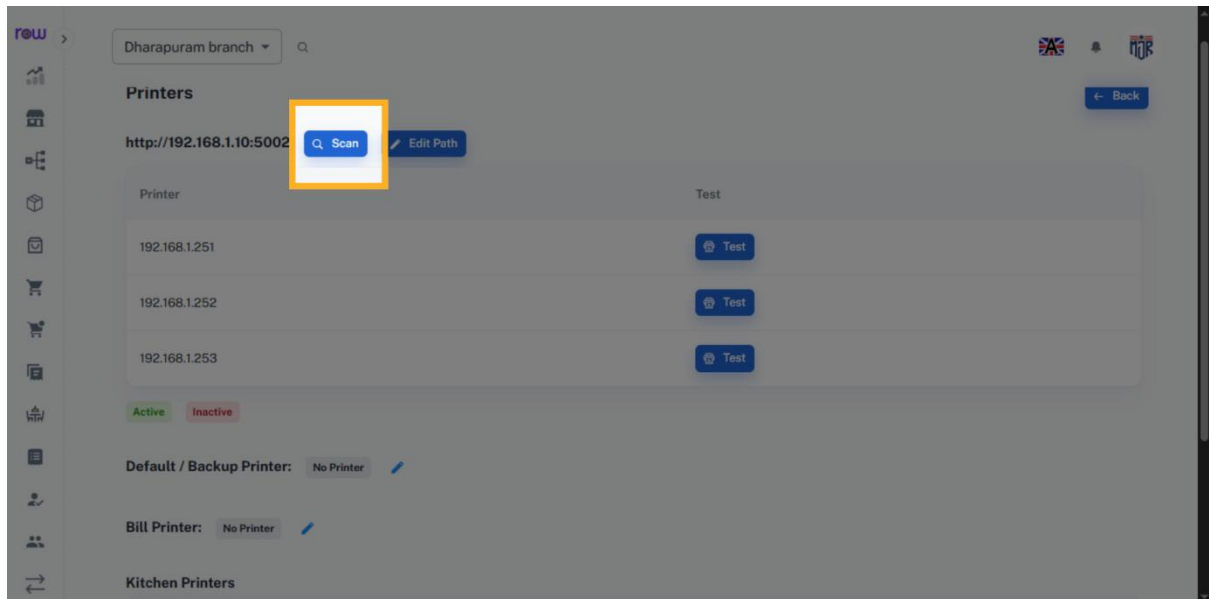 row
Dharapuram branch
A
MJR
Printers
← Back
http://192.168.1.10:5002
Scan
Edit Path
Printer
Test
192.168.1.251
Test
192.168.1.252
Test
192.168.1.253
Test
Active
Inactive
Default / Backup Printer:
No Printer
Bill Printer:
No Printer
Kitchen Printers